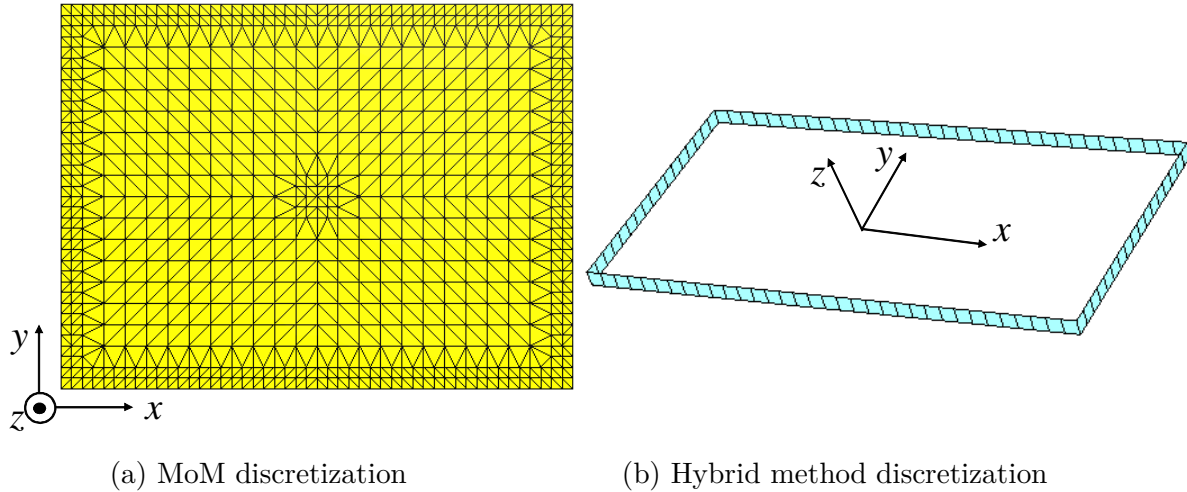 y
z
x
z
y
x
(a) MoM discretization
(b) Hybrid method discretization